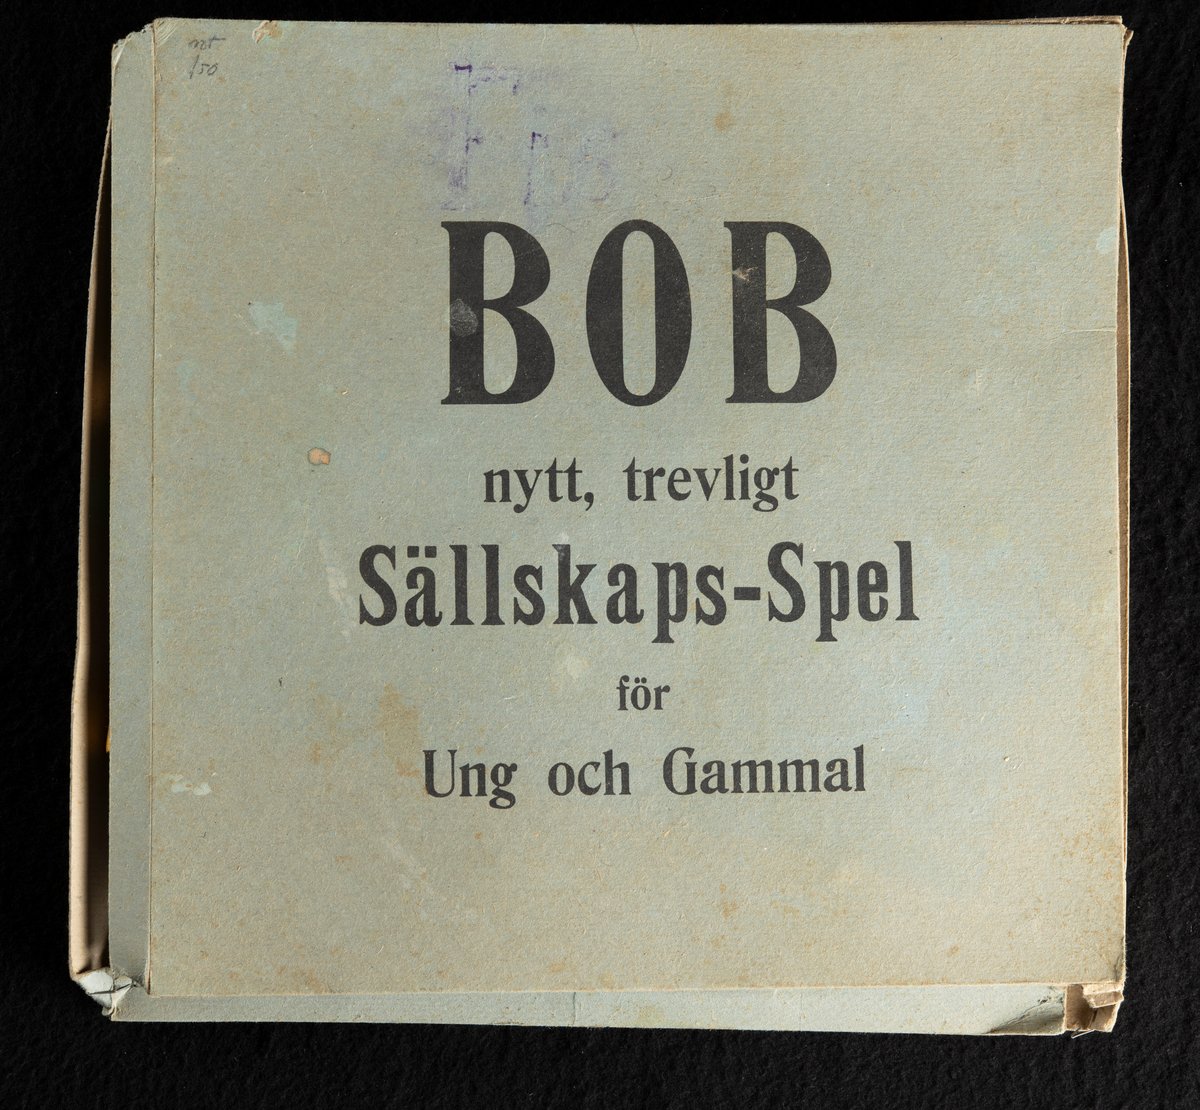 BOB
nytt, trevligt
Sällskaps-Spel
för
Ung och Gammal